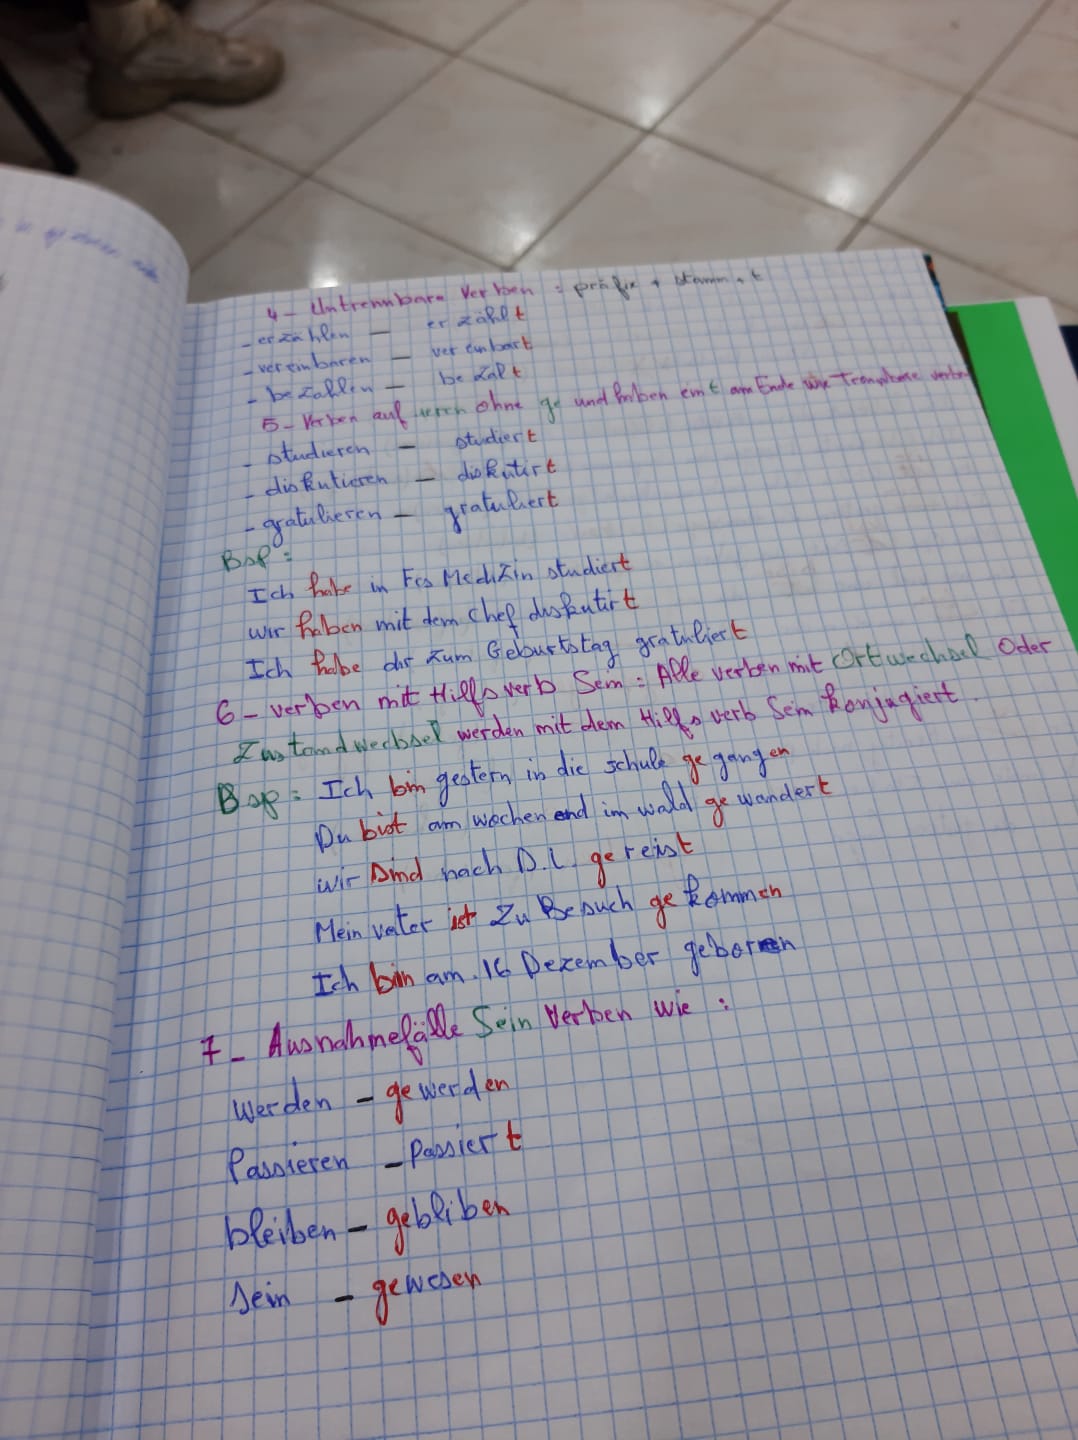 4 - Untrennbare Verben : präfix + stamm + t
- erzählen — erzählt
- vereinbaren — vereinbart
- bezahlen — bezalt
5 - Verben auf ieren ohne ge und haben ein t am Ende wie
- studieren — studiert
- diskutieren — diskutirt
- gratulieren — gratuliert
Bsp :
Ich habe in Fes Medizin studiert
wir haben mit dem Chef diskutirt
Ich habe dir zum Geburtstag gratuliert
6 - verben mit Hilfsverb Sein : Alle verben mit Ortwechsel Oder
Zustandwechsel werden mit dem Hilfsverb Sein konjugiert.
Bsp : Ich bin gestern in die schule gegangen
Du bist am wochenend im wald gewandert
wir sind nach D.L. gereist
Mein vater ist zu Besuch gekommen
Ich bin am 16 Dezember geboren
7 - Ausnahmefälle Sein Verben wie :
Werden - gewerden
Passieren - Passiert
bleiben - gebliben
sein - gewesen